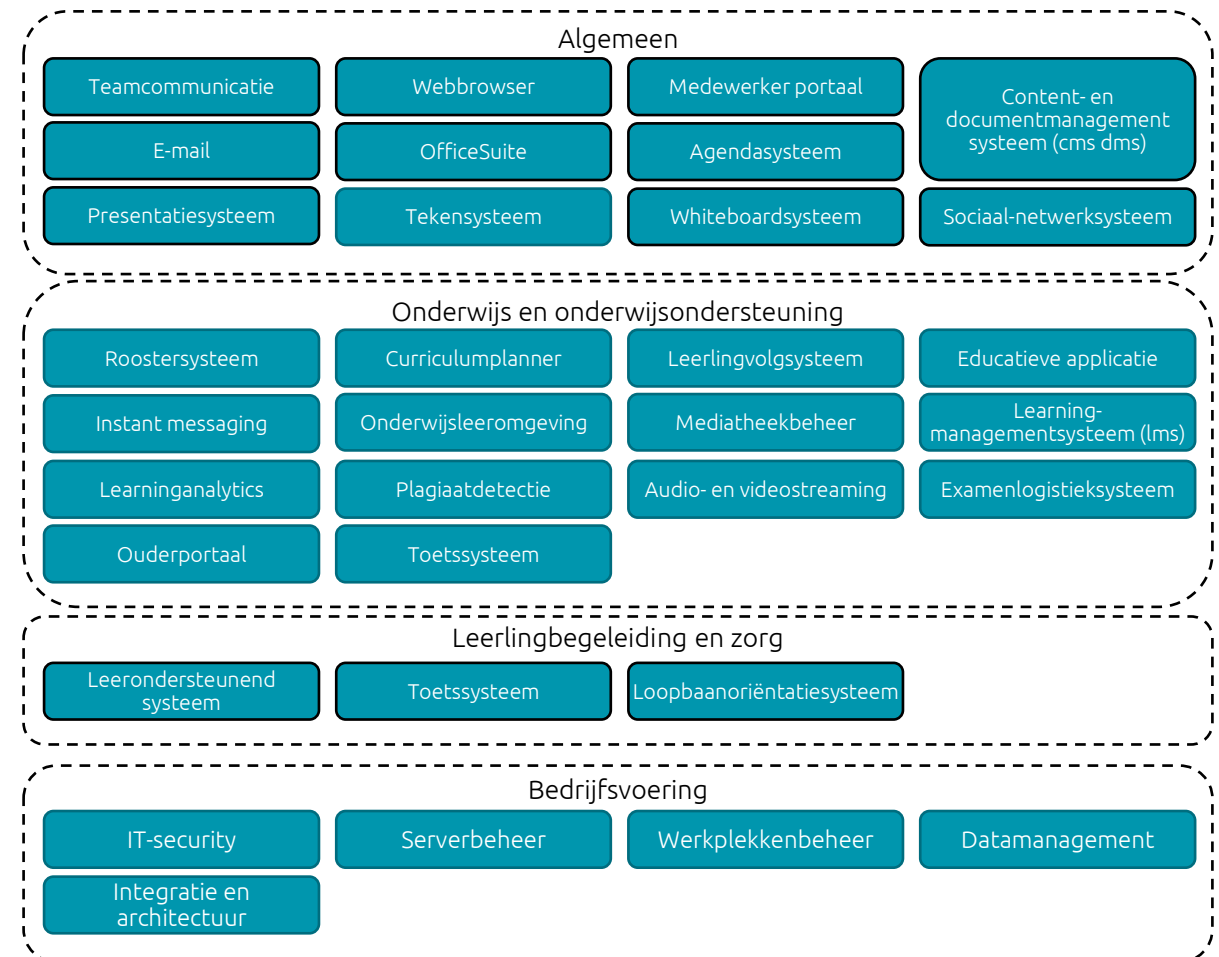 Algemeen
Teamcommunicatie
Webbrowser
Medewerker portaal
Content- en
documentmanagement
systeem (cms dms)
E-mail
OfficeSuite
Agendasysteem
Presentatiesysteem
Tekensysteem
Whiteboardsysteem
Sociaal-netwerksysteem
Onderwijs en onderwijsondersteuning
Roostersysteem
Curriculumplanner
Leerlingvolgsysteem
Educatieve applicatie
Instant messaging
Onderwijsleeromgeving
Mediatheekbeheer
Learning-
managementsysteem (lms)
Learninganalytics
Plagiaatdetectie
Audio- en videostreaming
Examenlogistieksysteem
Ouderportaal
Toetssysteem
Leerlingbegeleiding en zorg
Leerondersteunend
systeem
Toetssysteem
Loopbaanoriëntatiesysteem
Bedrijfsvoering
IT-security
Serverbeheer
Werkplekkenbeheer
Datamanagement
Integratie en
architectuur